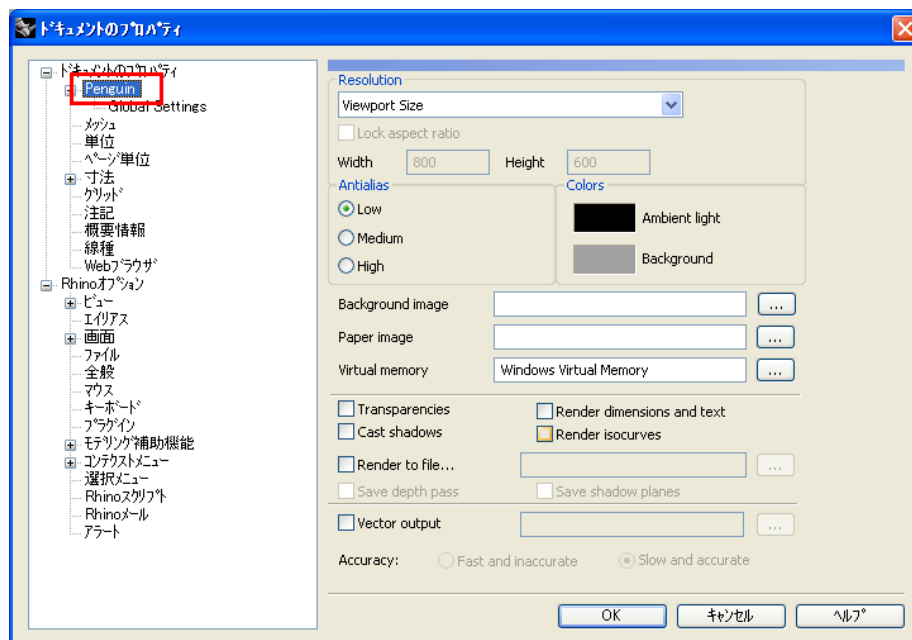 ドキュメントのプロパティ
ドキュメントのプロパティ
Penguin
Global Settings
メッシュ
単位
ページ単位
寸法
グリッド
注記
概要情報
線種
Webブラウザ
Rhinoオプション
ビュー
エイリアス
画面
ファイル
全般
マウス
キーボード
プラグイン
モデリング補助機能
コンテクストメニュー
選択メニュー
Rhinoスクリプト
Rhinoメール
アラート
Resolution
Viewport Size
Lock aspect ratio
Width 800 Height 600
Antialias
Low
Medium
High
Colors
Ambient light
Background
Background image ...
Paper image ...
Virtual memory Windows Virtual Memory ...
Transparencies Render dimensions and text
Cast shadows Render isocurves
Render to file... ...
Save depth pass Save shadow planes
Vector output ...
Accuracy: Fast and inaccurate Slow and accurate
OK キャンセル ヘルプ